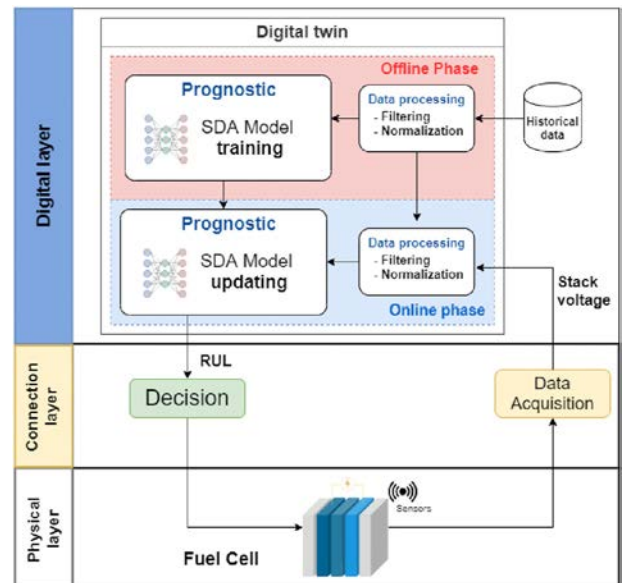 Digital twin
Offline Phase
Prognostic
SDA Model
training
Data processing
- Filtering
- Normalization
Historical
data
Digital layer
Prognostic
SDA Model
updating
Data processing
- Filtering
- Normalization
Online phase
Stack
voltage
RUL
Connection
layer
Decision
Data
Acquisition
Physical
layer
Sensors
Fuel Cell